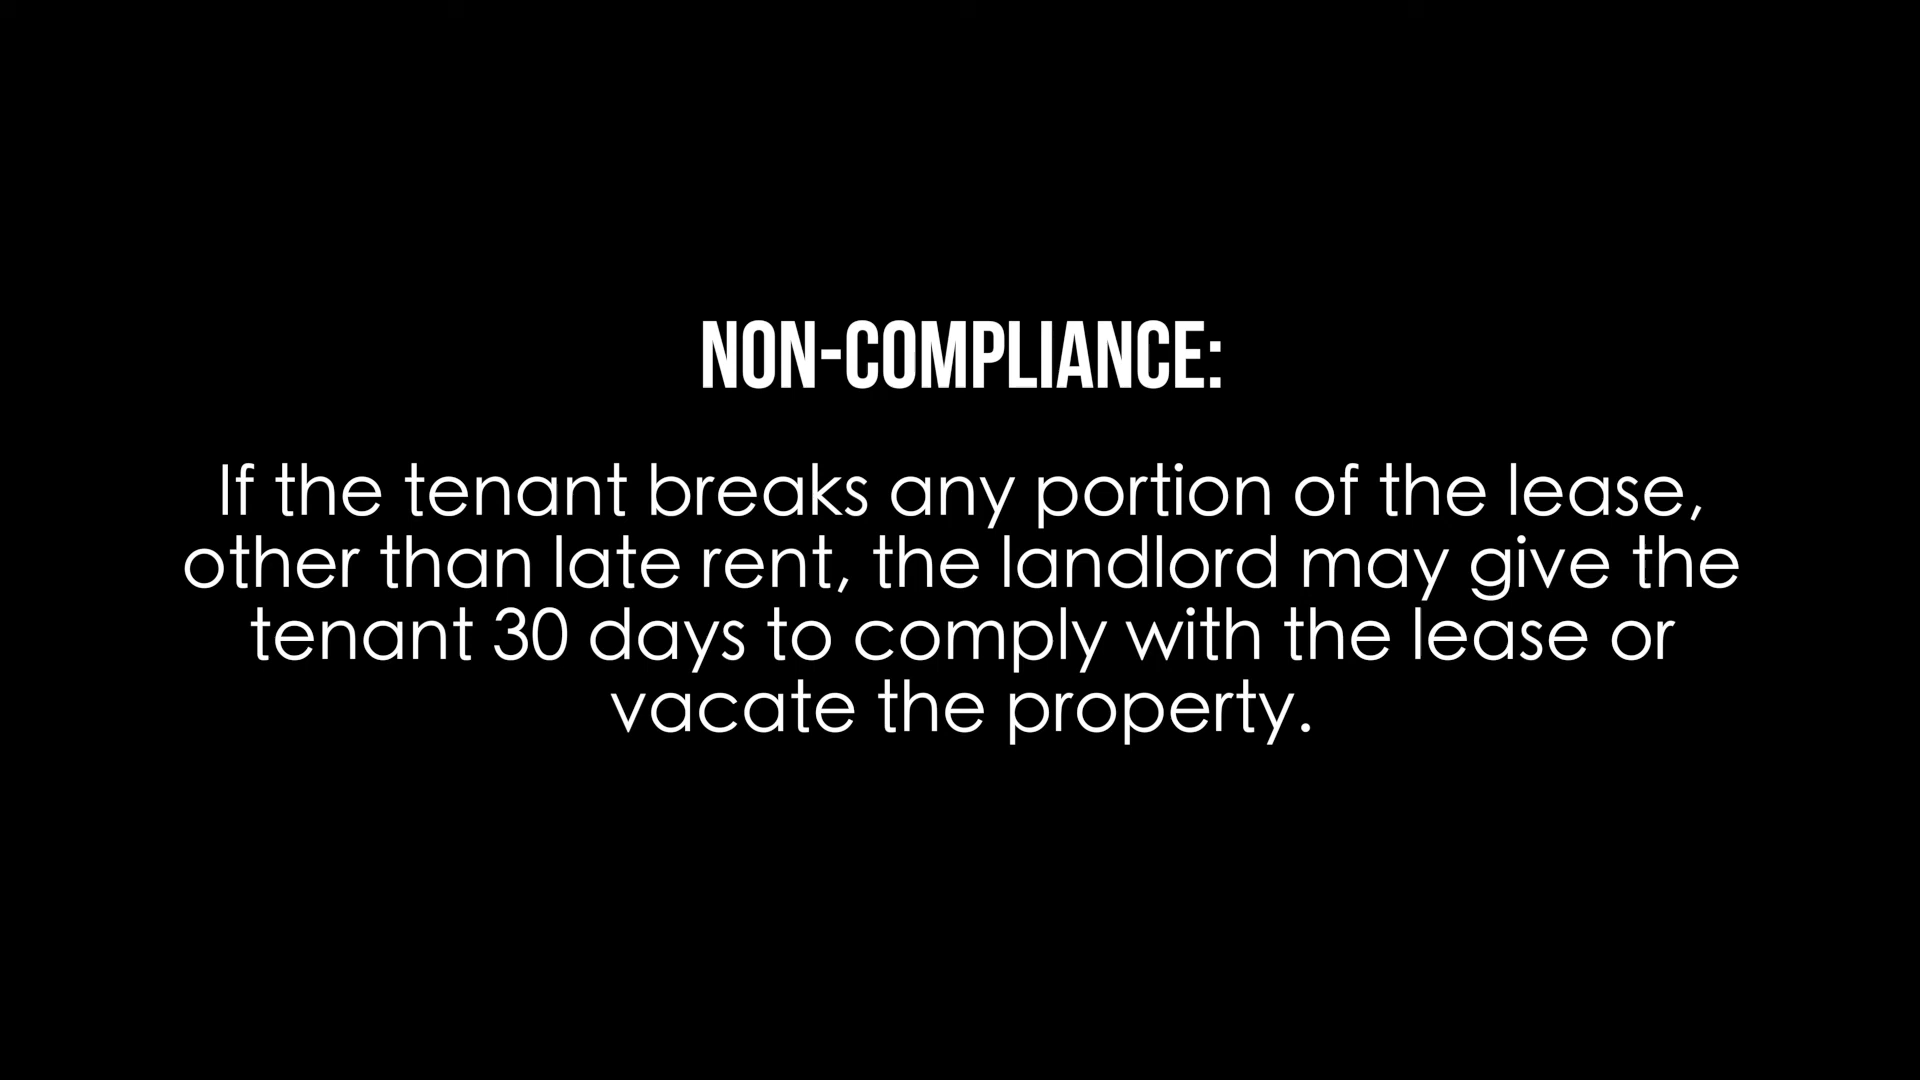 NON-COMPLIANCE:
If the tenant breaks any portion of the lease,
other than late rent, the landlord may give the
tenant 30 days to comply with the lease or
vacate the property.